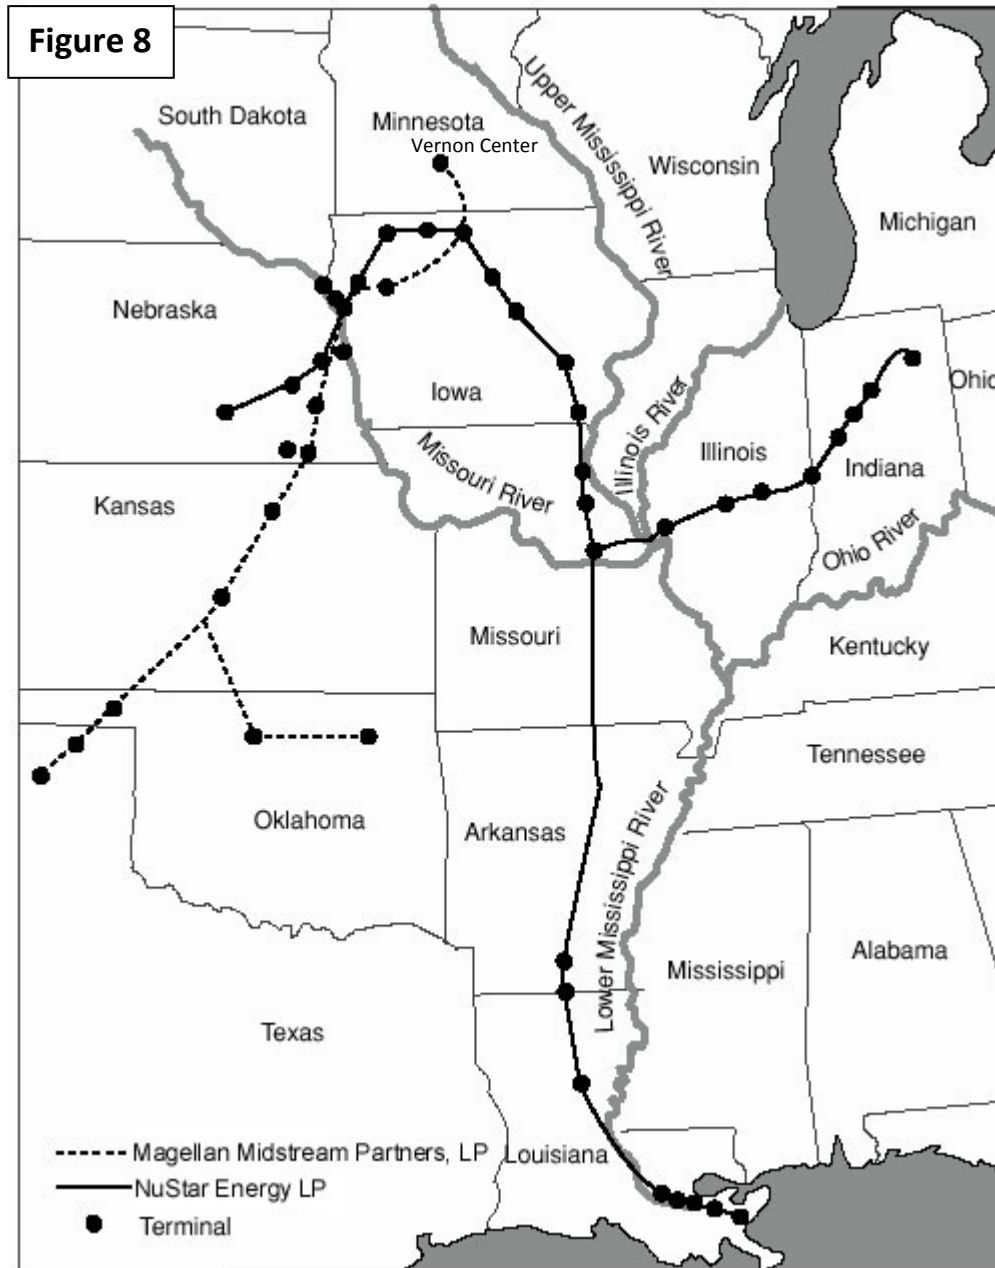 Figure 8
South Dakota
Minnesota
Vernon Center
Upper Mississippi River
Wisconsin
Michigan
Nebraska
Iowa
Illinois River
Ohio
Illinois
Indiana
Missouri River
Kansas
Ohio River
Missouri
Kentucky
Tennessee
Oklahoma
Arkansas
Lower Mississippi River
Mississippi
Alabama
Texas
Louisiana
Magellan Midstream Partners, LP
NuStar Energy LP
Terminal